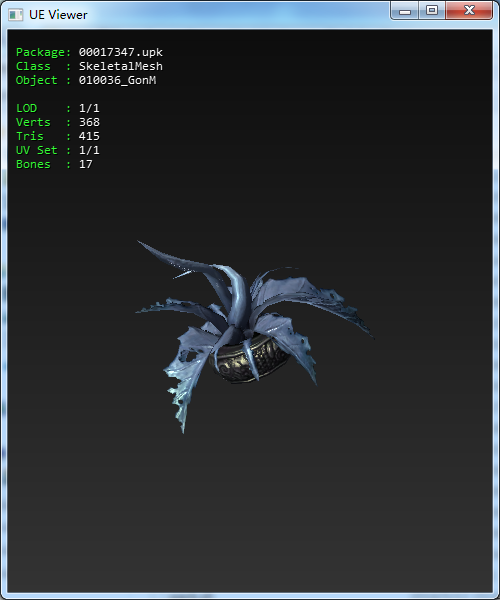 UE Viewer
Package: 00017347.upk
Class : SkeletalMesh
Object : 010036_GonM
LOD : 1/1
Verts : 368
Tris : 415
UV Set : 1/1
Bones : 17